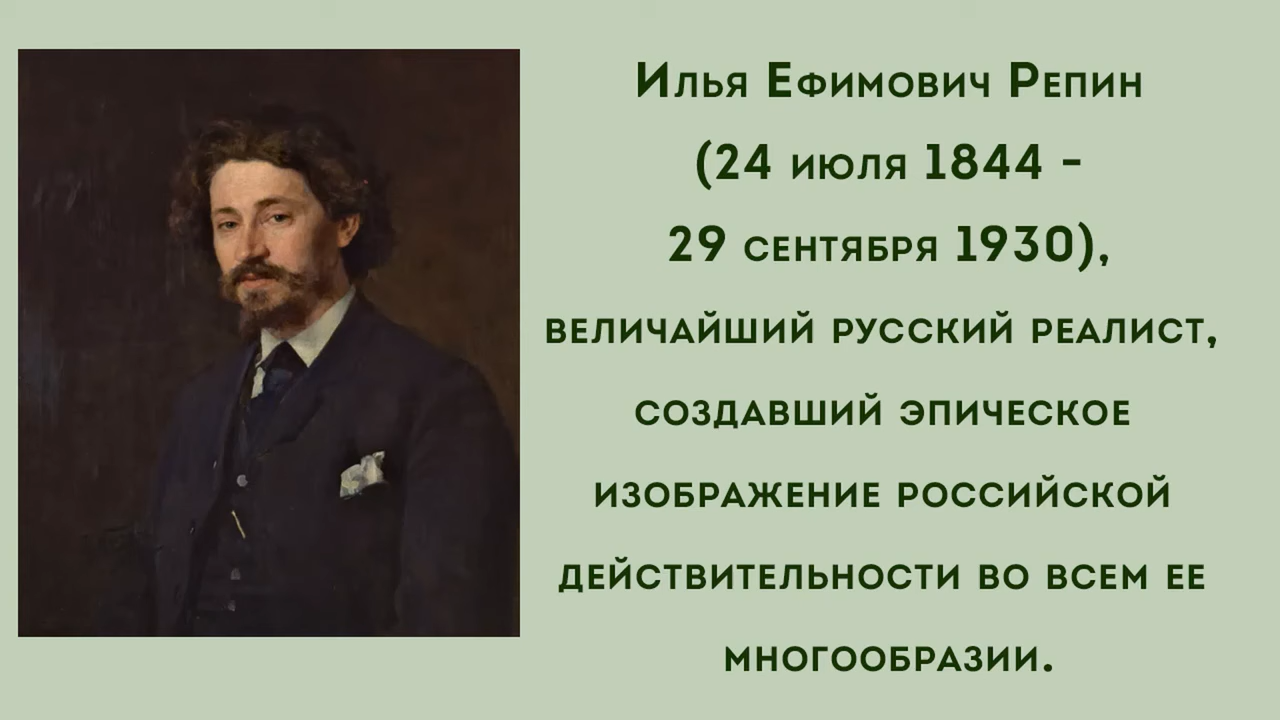 Илья Ефимович Репин
(24 июля 1844 –
29 сентября 1930),
величайший русский реалист,
создавший эпическое
изображение российской
действительности во всем ее
многообразии.